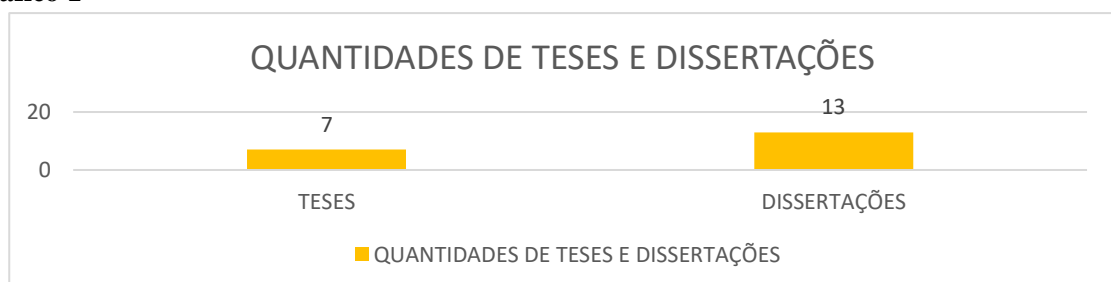 QUANTIDADES DE TESES E DISSERTAÇÕES
20
7
13
0
TESES
DISSERTAÇÕES
QUANTIDADES DE TESES E DISSERTAÇÕES